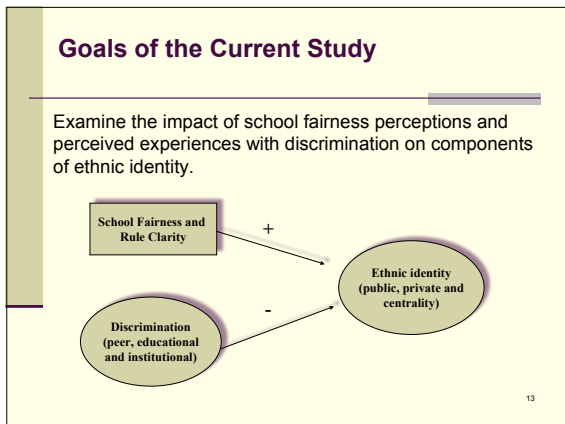 Goals of the Current Study
Examine the impact of school fairness perceptions and
perceived experiences with discrimination on components
of ethnic identity.
School Fairness and
Rule Clarity
+
Ethnic identity
(public, private and
centrality)
-
Discrimination
(peer, educational
and institutional)
13